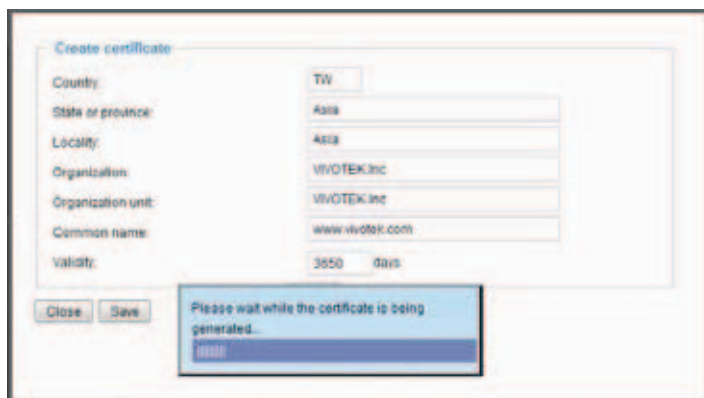 Create certificate
Country: TW
State or province: Asia
Locality: Asia
Organization: VIVOTEK.Inc
Organization unit: VIVOTEK.Inc
Common name: www.vivotek.com
Validity: 3650 days
Close Save
Please wait while the certificate is being
generated...